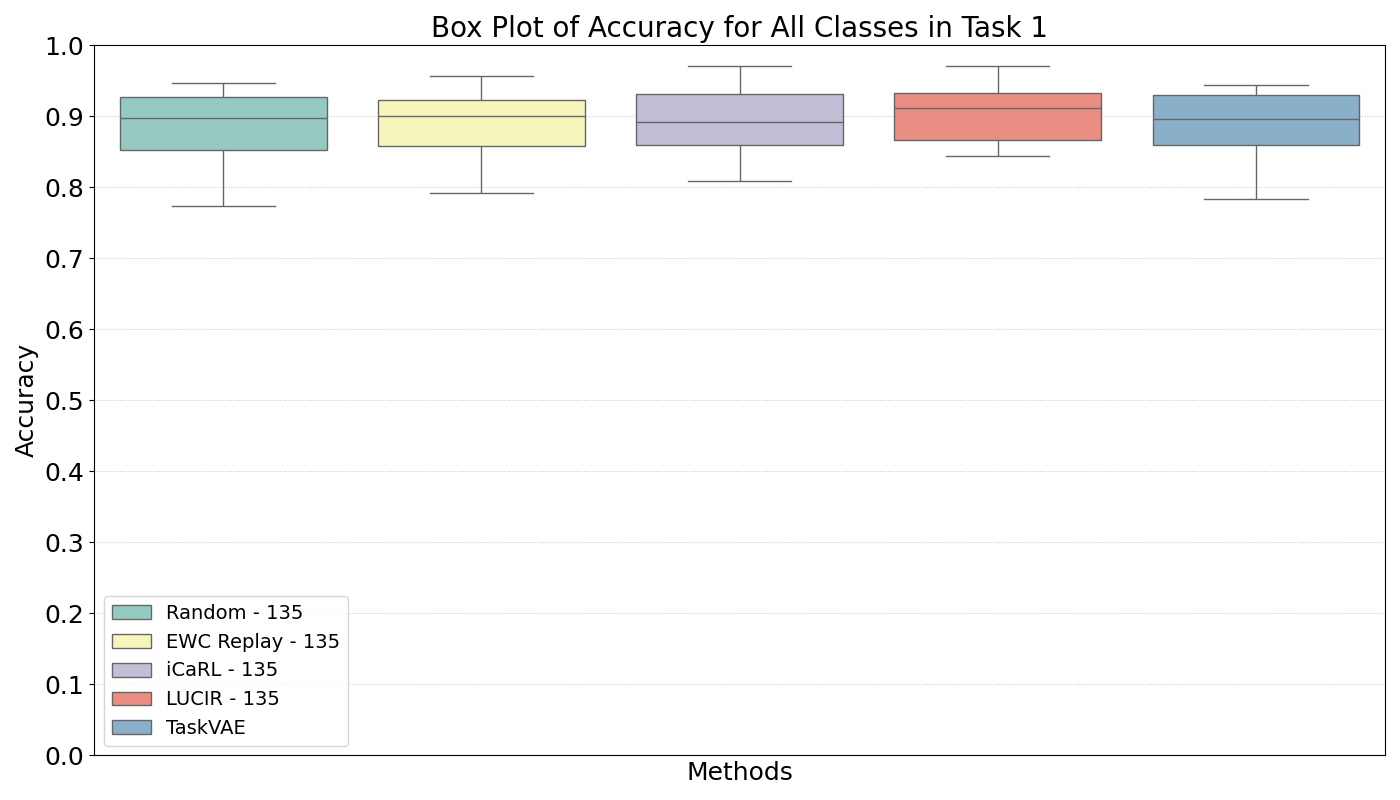 Box Plot of Accuracy for All Classes in Task 1
1.0
0.9
0.8
0.7
0.6
0.5
0.4
0.3
0.2
0.1
0.0
Accuracy
Random - 135
EWC Replay - 135
iCaRL - 135
LUCIR - 135
TaskVAE
Methods